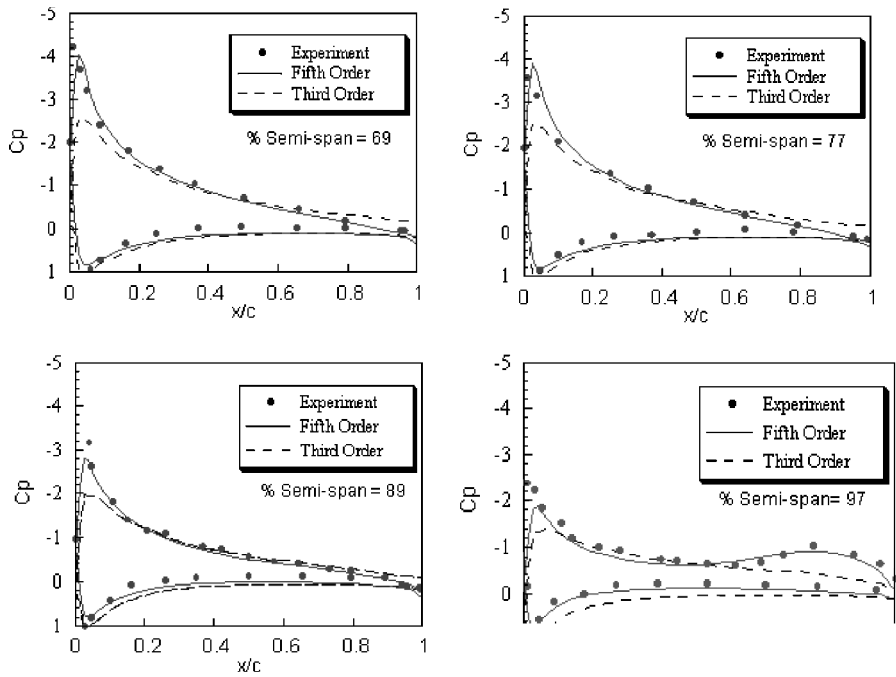 -5
-4
-3
-2
-1
0
1
Cp
Experiment
Fifth Order
Third Order
% Semi-span = 69
0
0.2
0.4
0.6
0.8
1
x/c
-5
-4
-3
-2
-1
0
1
Cp
Experiment
Fifth Order
Third Order
% Semi-span = 77
0
0.2
0.4
0.6
0.8
1
x/c
-5
-4
-3
-2
-1
0
1
Cp
Experiment
Fifth Order
Third Order
% Semi-span = 89
0
0.2
0.4
0.6
0.8
1
x/c
-5
-4
-3
-2
-1
0
Cp
Experiment
Fifth Order
Third Order
% Semi-span= 97